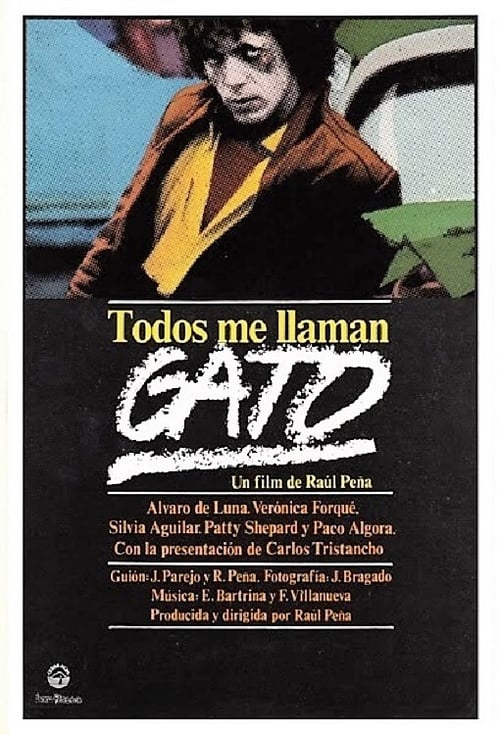 Todos me llaman
GATO
Un film de Raúl Peña
Alvaro de Luna. Verónica Forqué.
Silvia Aguilar. Patty Shepard y Paco Algora.
Con la presentación de Carlos Tristancho
Guión: J. Parejo y R. Peña. Fotografía: J. Bragado
Música: E. Bartrina y F. Villanueva
Producida y dirigida por Raúl Peña